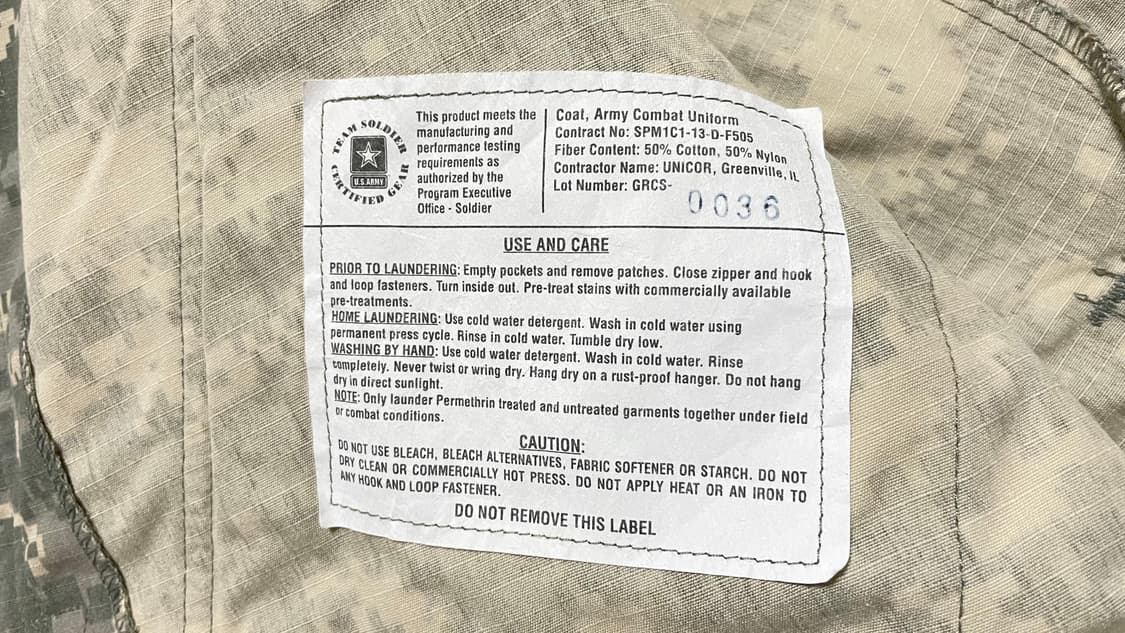 TEAM SOLDIER
U.S.ARMY
CERTIFIED GEAR
This product meets the
manufacturing and
performance testing
requirements as
authorized by the
Program Executive
Office - Soldier
Coat, Army Combat Uniform
Contract No: SPM1C1-13-D-F505
Fiber Content: 50% Cotton, 50% Nylon
Contractor Name: UNICOR, Greenville, IL
Lot Number: GRCS-
0036
USE AND CARE
PRIOR TO LAUNDERING: Empty pockets and remove patches. Close zipper and hook
and loop fasteners. Turn inside out. Pre-treat stains with commercially available
pre-treatments.
HOME LAUNDERING: Use cold water detergent. Wash in cold water using
permanent press cycle. Rinse in cold water. Tumble dry low.
WASHING BY HAND: Use cold water detergent. Wash in cold water. Rinse
completely. Never twist or wring dry. Hang dry on a rust-proof hanger. Do not hang
dry in direct sunlight.
NOTE: Only launder Permethrin treated and untreated garments together under field
or combat conditions.
CAUTION:
DO NOT USE BLEACH, BLEACH ALTERNATIVES, FABRIC SOFTENER OR STARCH. DO NOT
DRY CLEAN OR COMMERCIALLY HOT PRESS. DO NOT APPLY HEAT OR AN IRON TO
ANY HOOK AND LOOP FASTENER.
DO NOT REMOVE THIS LABEL